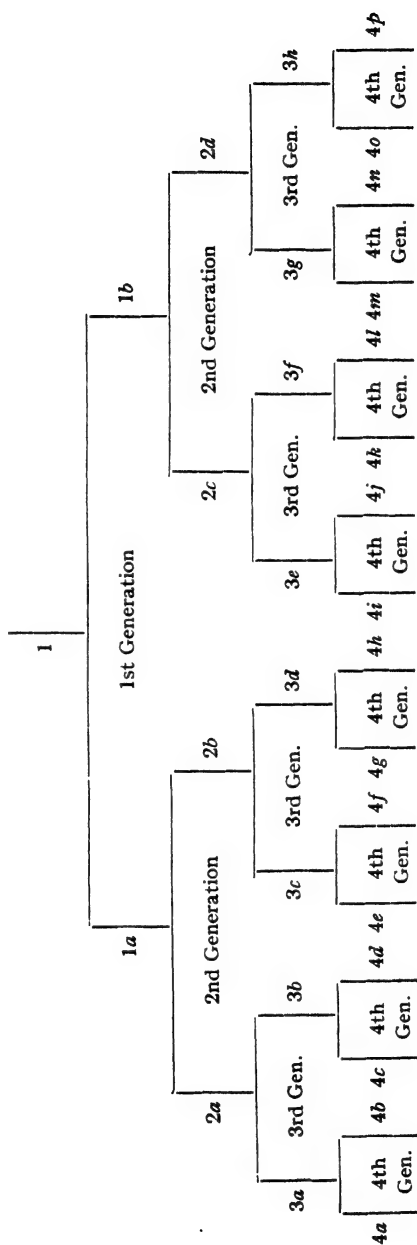 1
1st Generation
1a 1b
2nd Generation 2nd Generation
2a 2b 2c 2d
3rd Gen. 3rd Gen. 3rd Gen. 3rd Gen.
3a 3b 3c 3d 3e 3f 3g 3h
4th 4th 4th 4th 4th 4th 4th 4th
Gen. Gen. Gen. Gen. Gen. Gen. Gen. Gen.
4a 4b 4c 4d 4e 4f 4g 4h 4i 4j 4k 4l 4m 4n 4o 4p